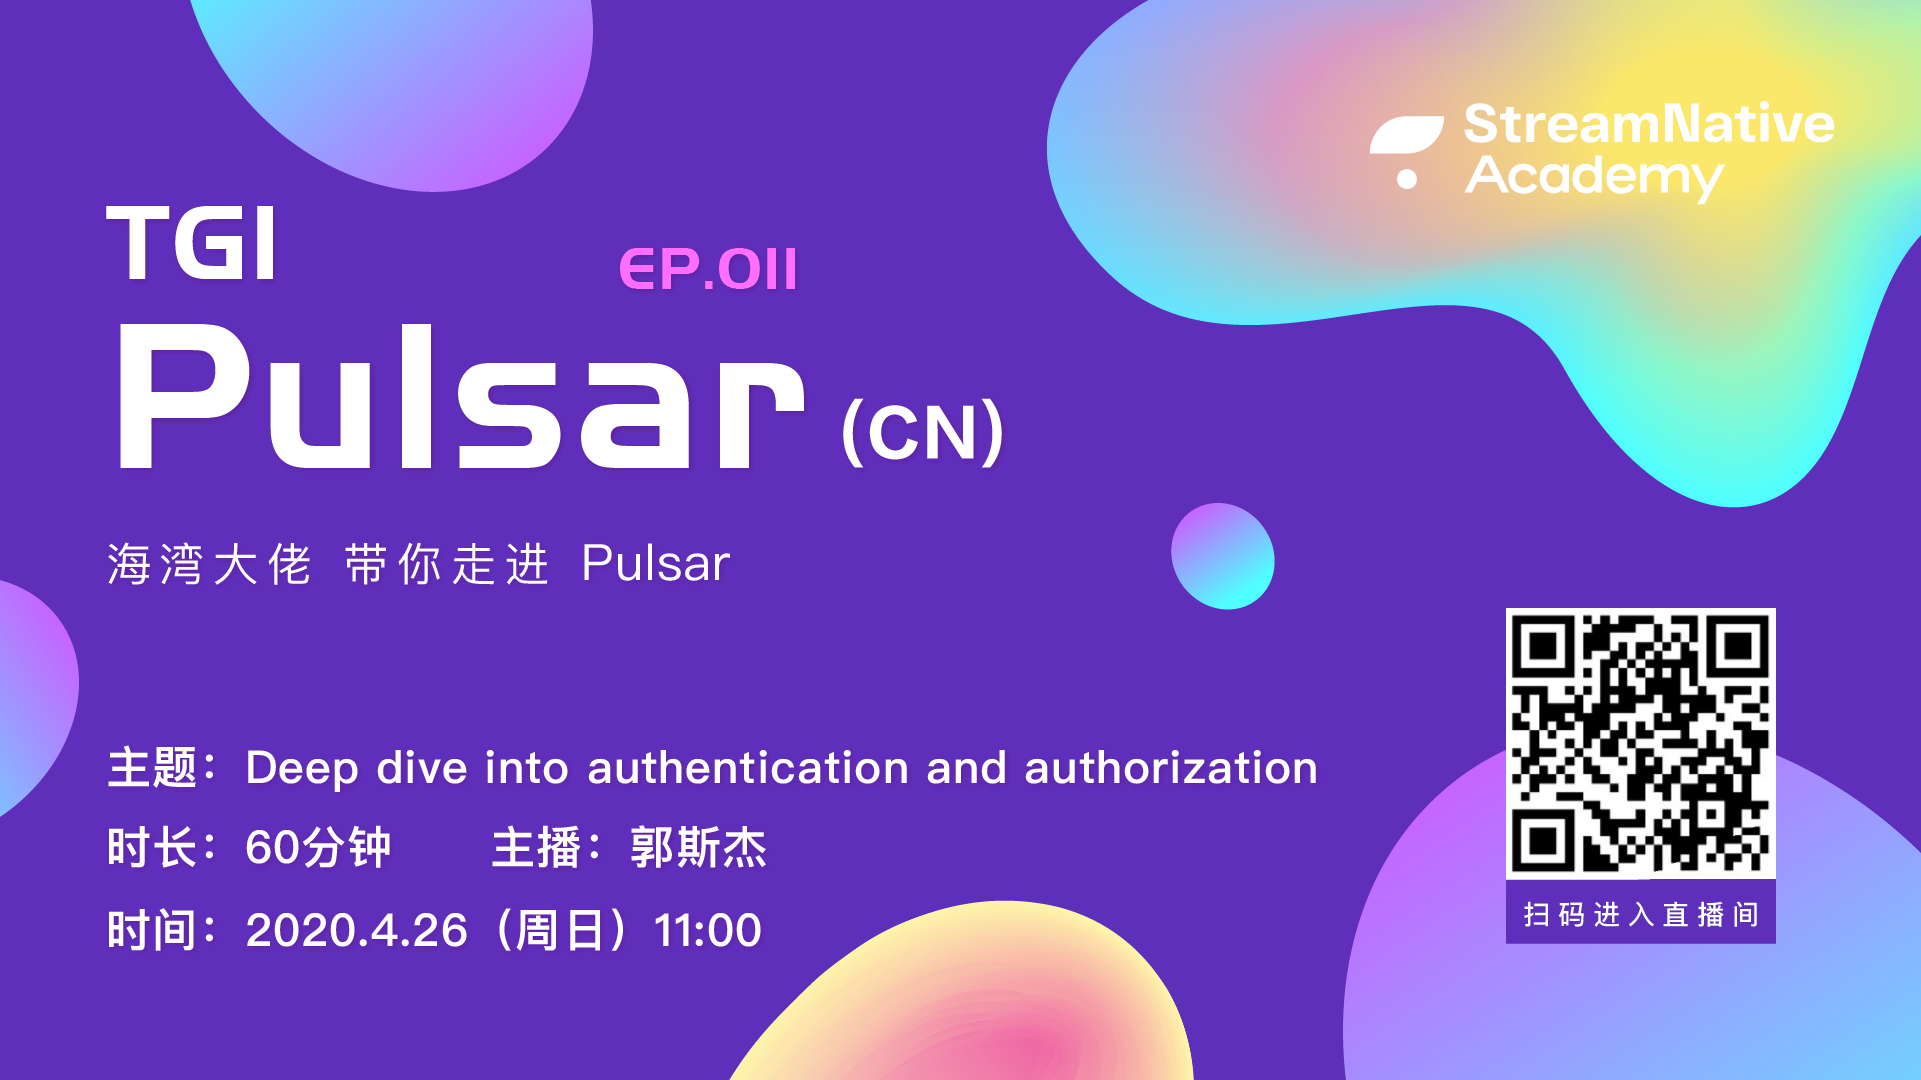 StreamNative
Academy
TGI
EP.011
Pulsar (CN)
海湾大佬 带你走进 Pulsar
主题：Deep dive into authentication and authorization
时长：60分钟 主播：郭斯杰
时间：2020.4.26（周日）11:00
扫码进入直播间